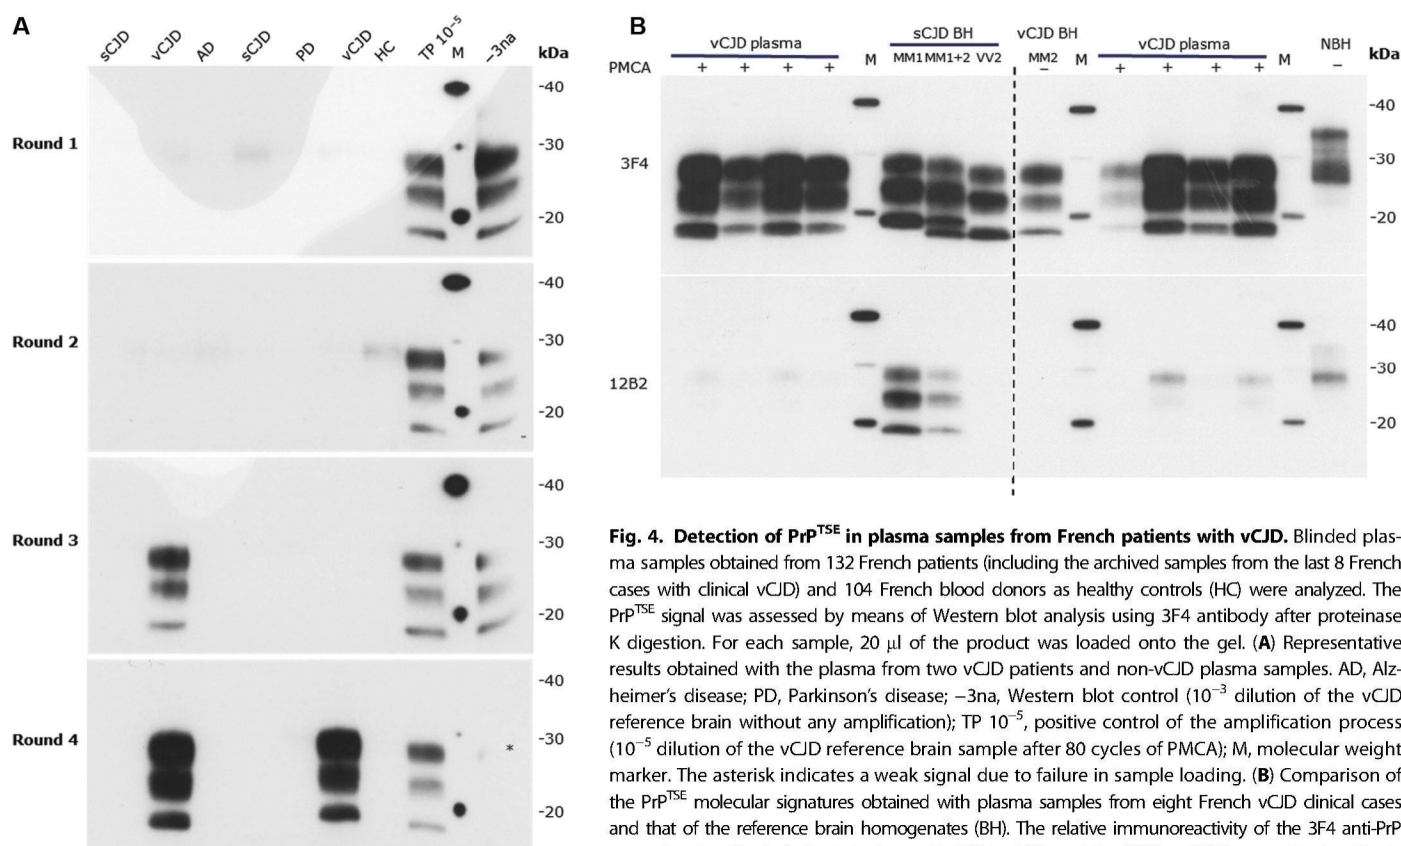 A
sCJD vCJD AD sCJD PD vCJD HC TP 10⁻⁵ M −3na kDa
-40
Round 1 -30
-20
-40
Round 2 -30
-20
-40
Round 3 -30
-20
-40
Round 4 -30
*
-20
B
vCJD plasma sCJD BH vCJD BH vCJD plasma NBH
M MM1 MM1+2 VV2 MM2 M M kDa
PMCA + + + + − + + + + −
-40
3F4 -30
-20
-40
12B2 -30
-20
Fig. 4. Detection of PrPᵀˢᴱ in plasma samples from French patients with vCJD. Blinded plas-
ma samples obtained from 132 French patients (including the archived samples from the last 8 French
cases with clinical vCJD) and 104 French blood donors as healthy controls (HC) were analyzed. The
PrPᵀˢᴱ signal was assessed by means of Western blot analysis using 3F4 antibody after proteinase
K digestion. For each sample, 20 μl of the product was loaded onto the gel. (A) Representative
results obtained with the plasma from two vCJD patients and non-vCJD plasma samples. AD, Alz-
heimer's disease; PD, Parkinson's disease; −3na, Western blot control (10⁻³ dilution of the vCJD
reference brain without any amplification); TP 10⁻⁵, positive control of the amplification process
(10⁻⁵ dilution of the vCJD reference brain sample after 80 cycles of PMCA); M, molecular weight
marker. The asterisk indicates a weak signal due to failure in sample loading. (B) Comparison of
the PrPᵀˢᴱ molecular signatures obtained with plasma samples from eight French vCJD clinical cases
and that of the reference brain homogenates (BH). The relative immunoreactivity of the 3F4 anti-PrP